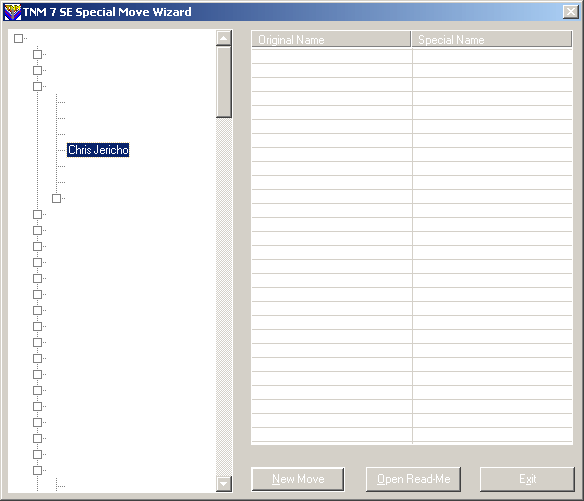 TNM 7 SE Special Move Wizard
Original Name Special Name
Chris Jericho
New Move Open Read-Me Exit